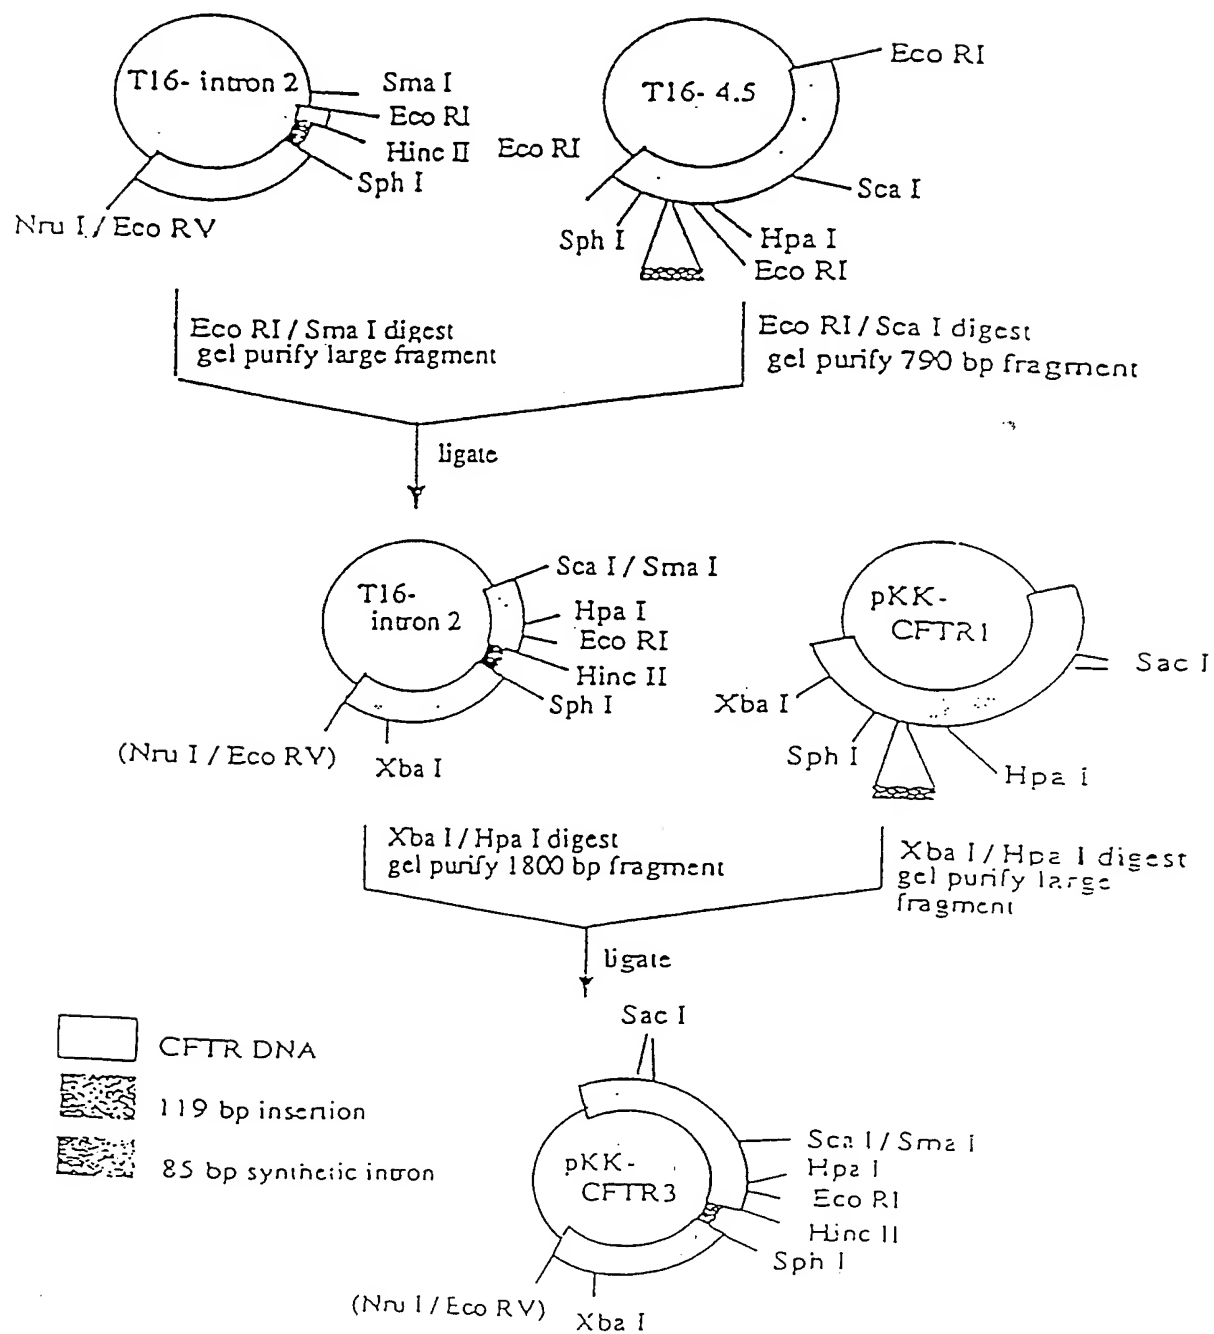 T16- intron 2
Sma I
Eco RI
Hinc II
Sph I
Nru I / Eco RV
T16- 4.5
Eco RI
Eco RI
Sca I
Sph I
Hpa I
Eco RI
Eco RI / Sma I digest
gel purify large fragment
Eco RI / Sca I digest
gel purify 790 bp fragment
ligate
T16-
intron 2
Sca I / Sma I
Hpa I
Eco RI
Hinc II
Sph I
(Nru I / Eco RV)
Xba I
pKK-
CFTR1
Sac I
Xba I
Sph I
Hpa I
Xba I / Hpa I digest
gel purify 1800 bp fragment
Xba I / Hpa I digest
gel purify large
fragment
ligate
Sac I
CFTR DNA
119 bp insertion
85 bp synthetic intron
pKK-
CFTR3
Sca I / Sma I
Hpa I
Eco RI
Hinc II
Sph I
(Nru I / Eco RV)
Xba I